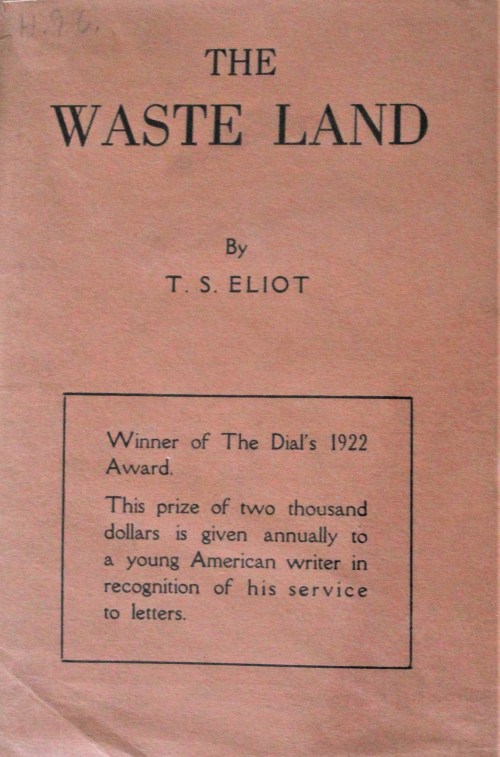 H.96.
THE
WASTE LAND
By
T. S. ELIOT
Winner of The Dial's 1922
Award.
This prize of two thousand
dollars is given annually to
a young American writer in
recognition of his service
to letters.